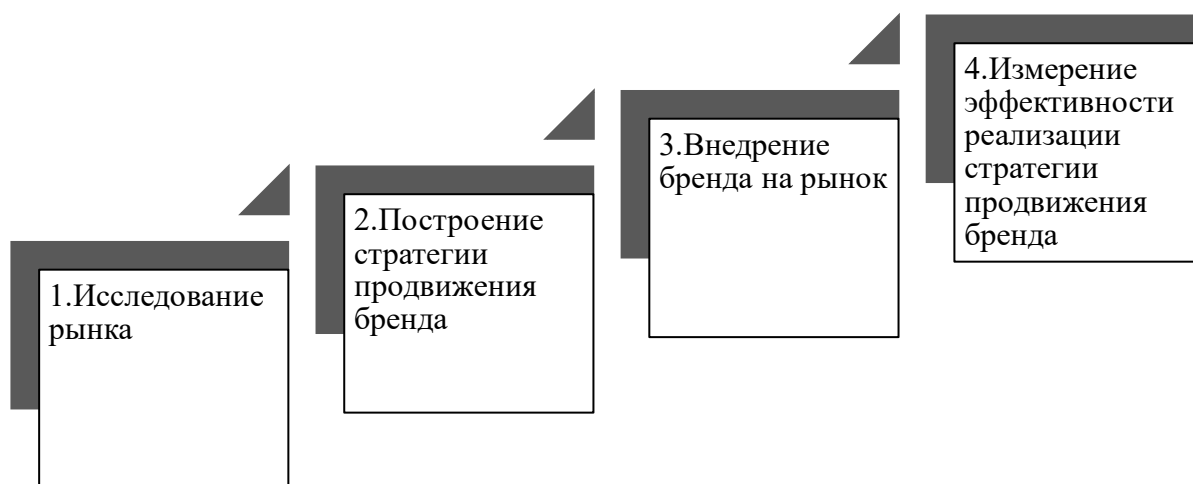 1.Исследование
рынка
2.Построение
стратегии
продвижения
бренда
3.Внедрение
бренда на рынок
4.Измерение
эффективности
реализации
стратегии
продвижения
бренда